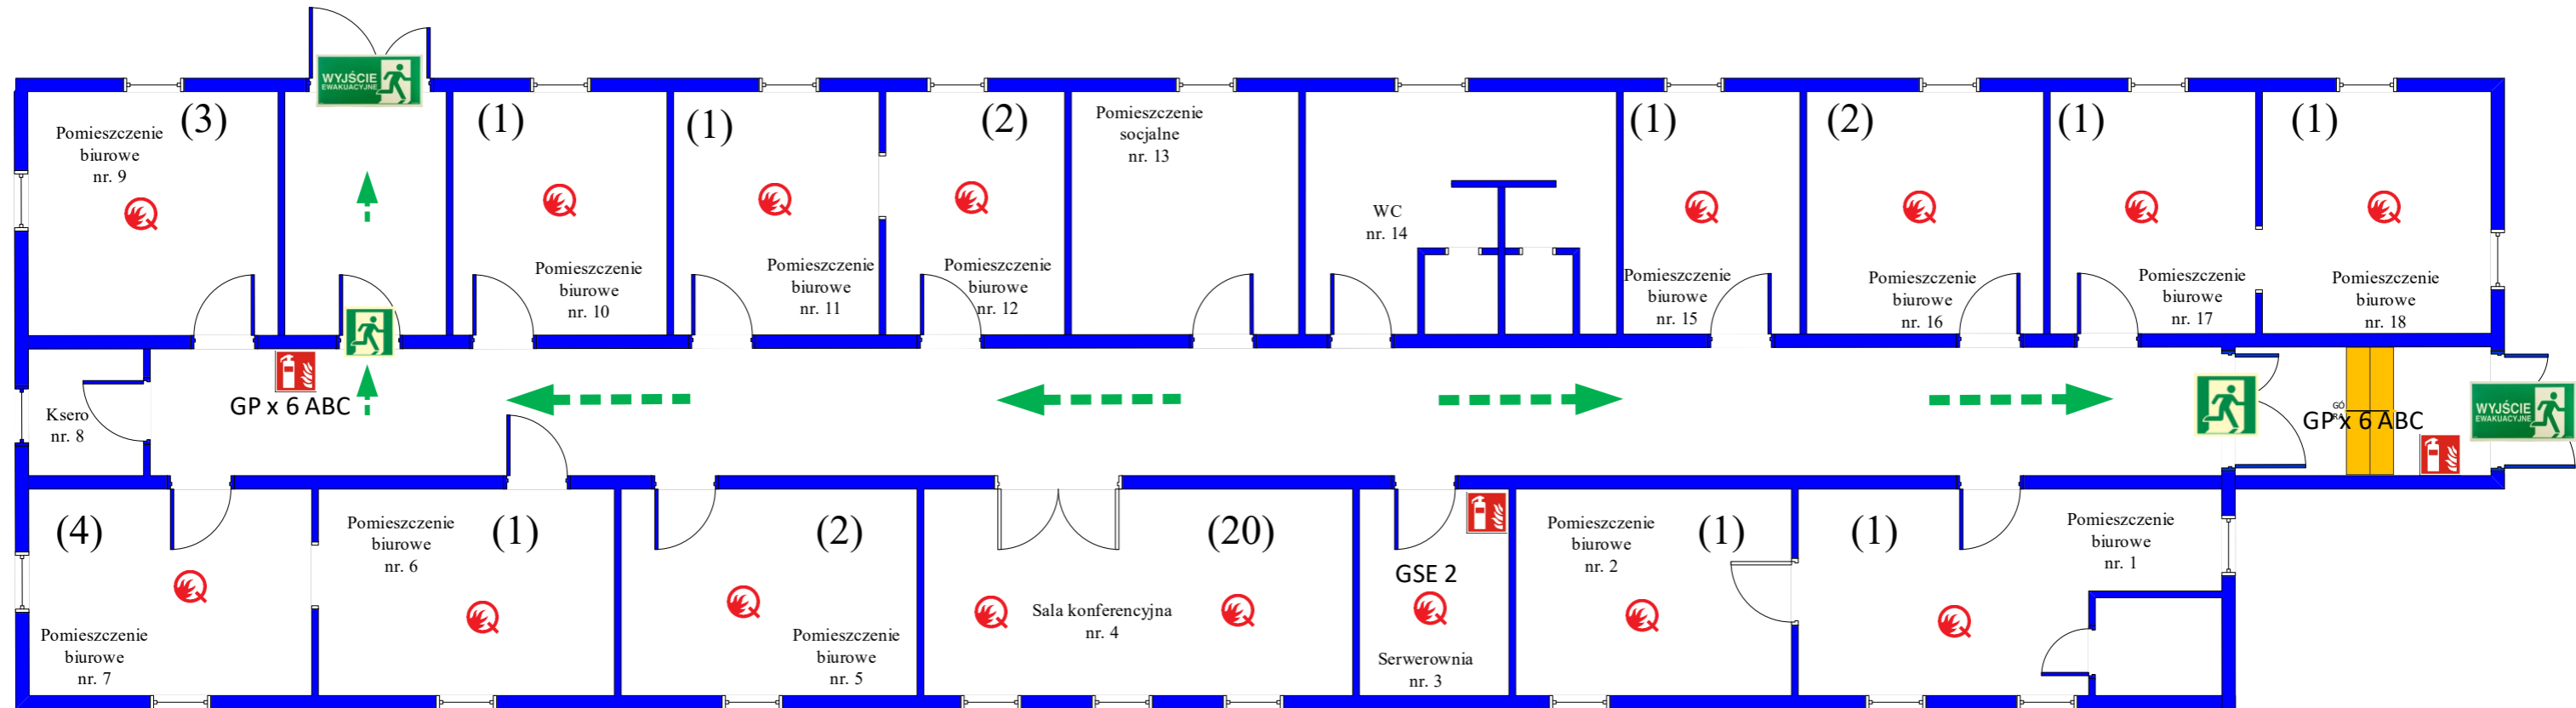 WYJŚCIE
EWAKUACYJNE
(3)
Pomieszczenie
biurowe
nr. 9
(1)
Pomieszczenie
biurowe
nr. 10
(1)
Pomieszczenie
biurowe
nr. 11
(2)
Pomieszczenie
biurowe
nr. 12
Pomieszczenie
socjalne
nr. 13
WC
nr. 14
(1)
Pomieszczenie
biurowe
nr. 15
(2)
Pomieszczenie
biurowe
nr. 16
(1)
Pomieszczenie
biurowe
nr. 17
(1)
Pomieszczenie
biurowe
nr. 18
Ksero
nr. 8
GP x 6 ABC
GÓ
RA
GP x 6 ABC
WYJŚCIE
EWAKUACYJNE
(4)
Pomieszczenie
biurowe
nr. 7
Pomieszczenie
biurowe
nr. 6
(1)
(2)
Pomieszczenie
biurowe
nr. 5
(20)
Sala konferencyjna
nr. 4
GSE 2
Serwerownia
nr. 3
Pomieszczenie
biurowe
nr. 2
(1)
(1)
Pomieszczenie
biurowe
nr. 1